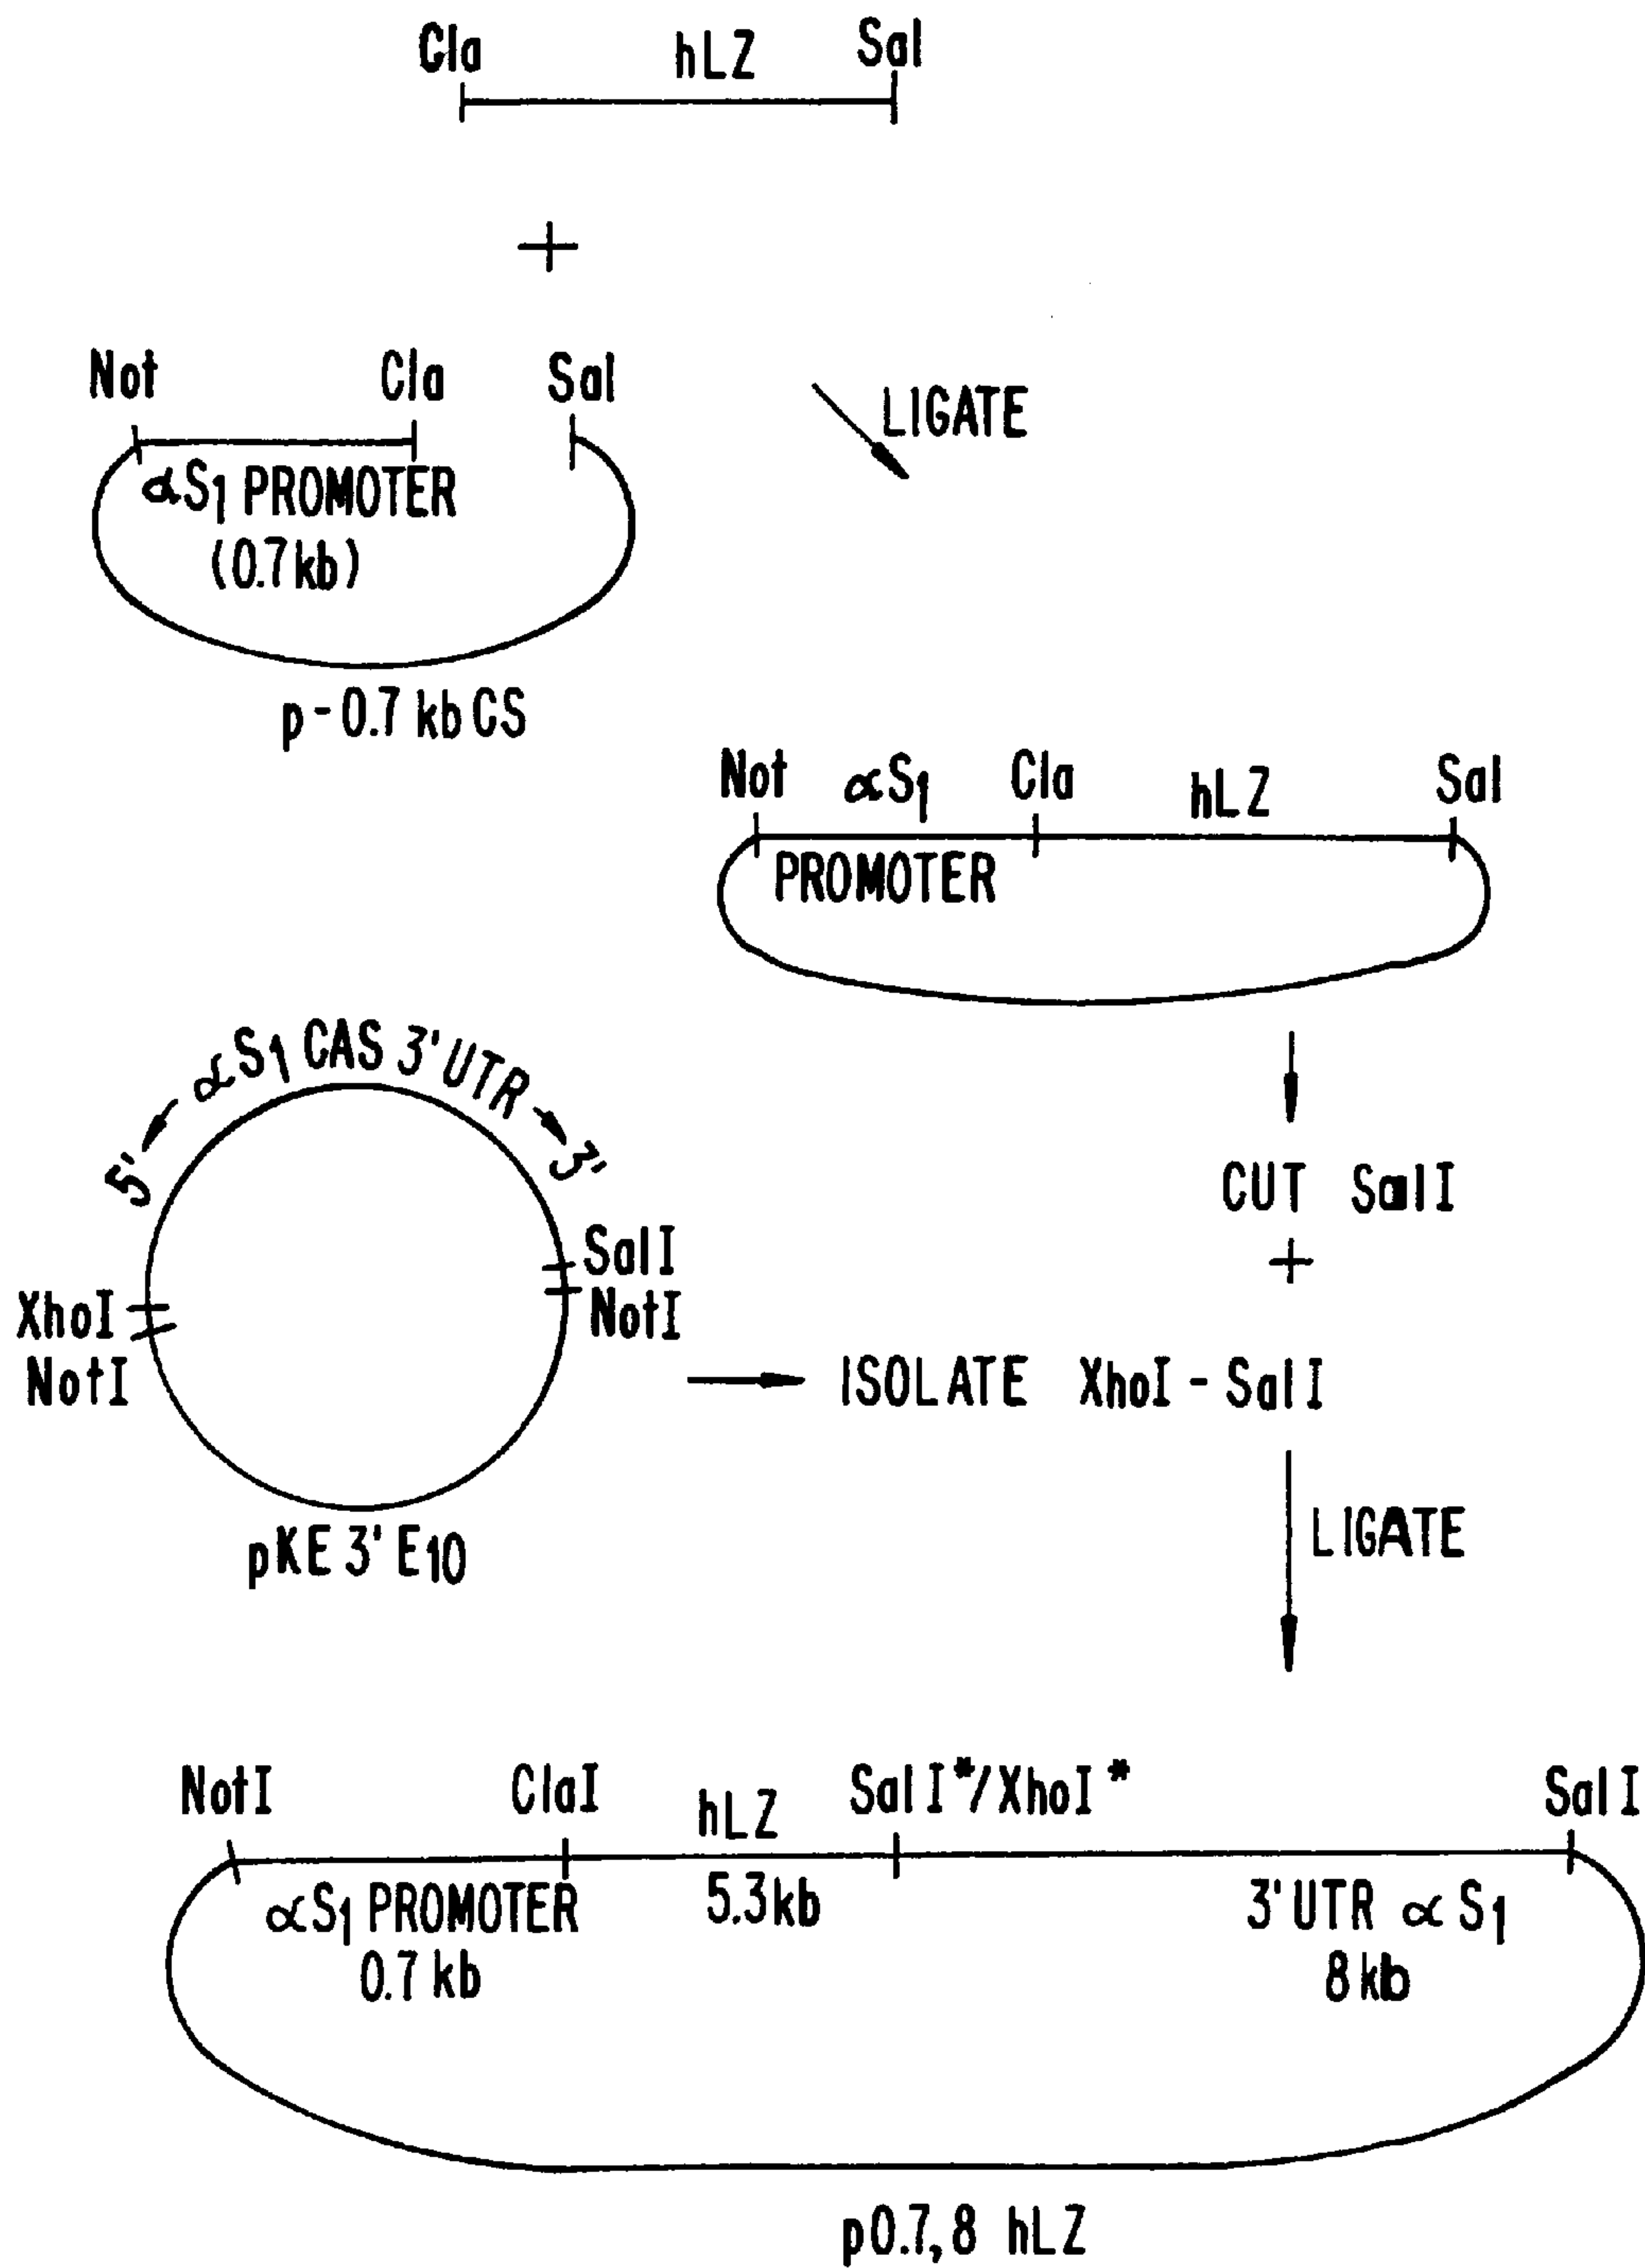 Cla hLZ Sal
+
Not Cla Sal
LIGATE
αS1 PROMOTER
(0.7kb)
p-0.7 kb CS
Not αS1 Cla hLZ Sal
PROMOTER
5' αS1 CAS 3' UTR 3'
CUT SalI
+
SalI
NotI
XhoI
NotI
ISOLATE XhoI - SalI
LIGATE
pKE 3' E10
NotI ClaI hLZ SalI*/XhoI* SalI
αS1 PROMOTER 5.3kb 3' UTR αS1
0.7 kb 8 kb
p0.7,8 hLZ